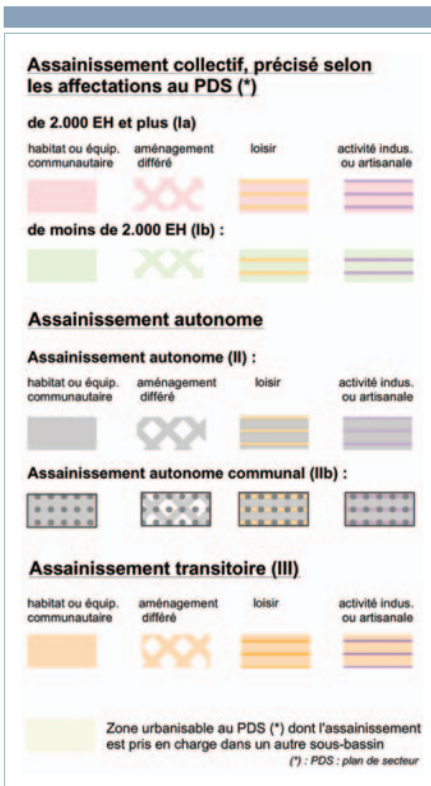 Assainissement collectif, précisé selon
les affectations au PDS (*)
de 2.000 EH et plus (Ia)
habitat ou équip. aménagement loisir activité indus.
communautaire différé ou artisanale
de moins de 2.000 EH (Ib) :
Assainissement autonome
Assainissement autonome (II) :
habitat ou équip. aménagement loisir activité indus.
communautaire différé ou artisanale
Assainissement autonome communal (IIb) :
Assainissement transitoire (III)
habitat ou équip. aménagement loisir activité indus.
communautaire différé ou artisanale
Zone urbanisable au PDS (*) dont l'assainissement
est pris en charge dans un autre sous-bassin
(*) : PDS : plan de secteur